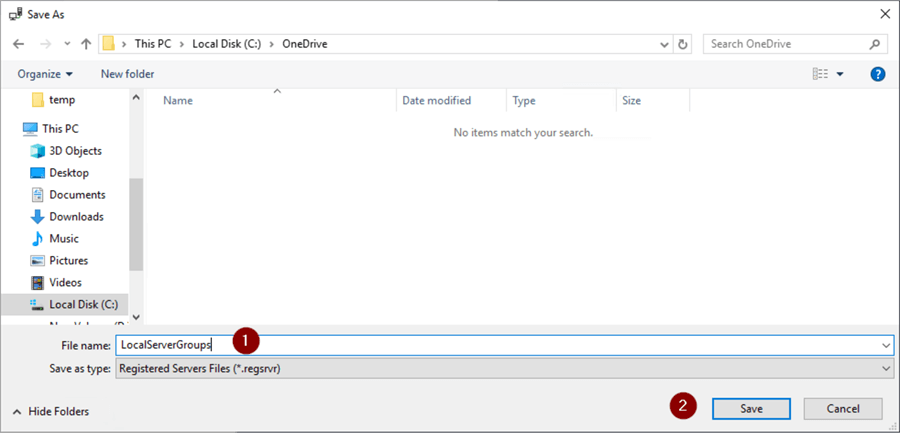 Save As
This PC > Local Disk (C:) > OneDrive
Search OneDrive
Organize
New folder
?
Name
Date modified
Type
Size
No items match your search.
temp
This PC
3D Objects
Desktop
Documents
Downloads
Music
Pictures
Videos
Local Disk (C:)
File name: LocalServerGroups
1
Save as type: Registered Servers Files (*.regsrvr)
Hide Folders
2
Save
Cancel